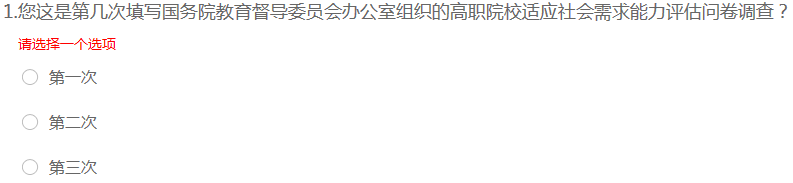 1.您这是第几次填写国务院教育督导委员会办公室组织的高职院校适应社会需求能力评估问卷调查？
请选择一个选项
第一次
第二次
第三次